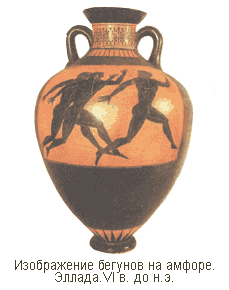 Изображение бегунов на амфоре.
Эллада.VI в. до н.э.